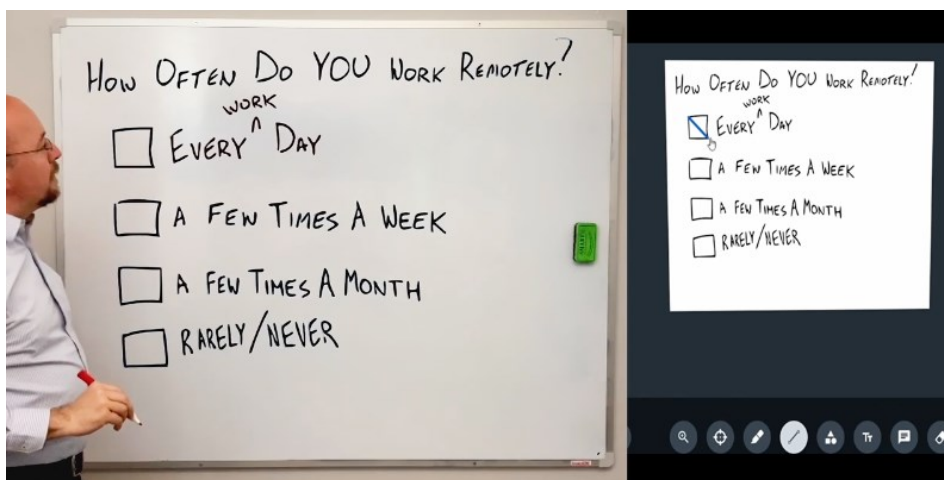 How Often Do You Work Remotely?
Work
Every ^ Day
A Few Times A Week
A Few Times A Month
Rarely/Never
How Often Do You Work Remotely?
Work
Every ^ Day
A Few Times A Week
A Few Times A Month
Rarely/Never
Tт